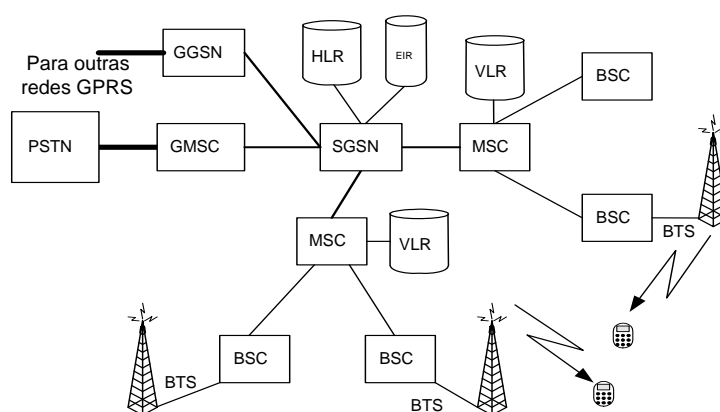 GGSN
Para outras
redes GPRS
HLR
EIR
VLR
BSC
PSTN
GMSC
SGSN
MSC
BSC
BTS
MSC
VLR
BSC
BTS
BSC
BTS